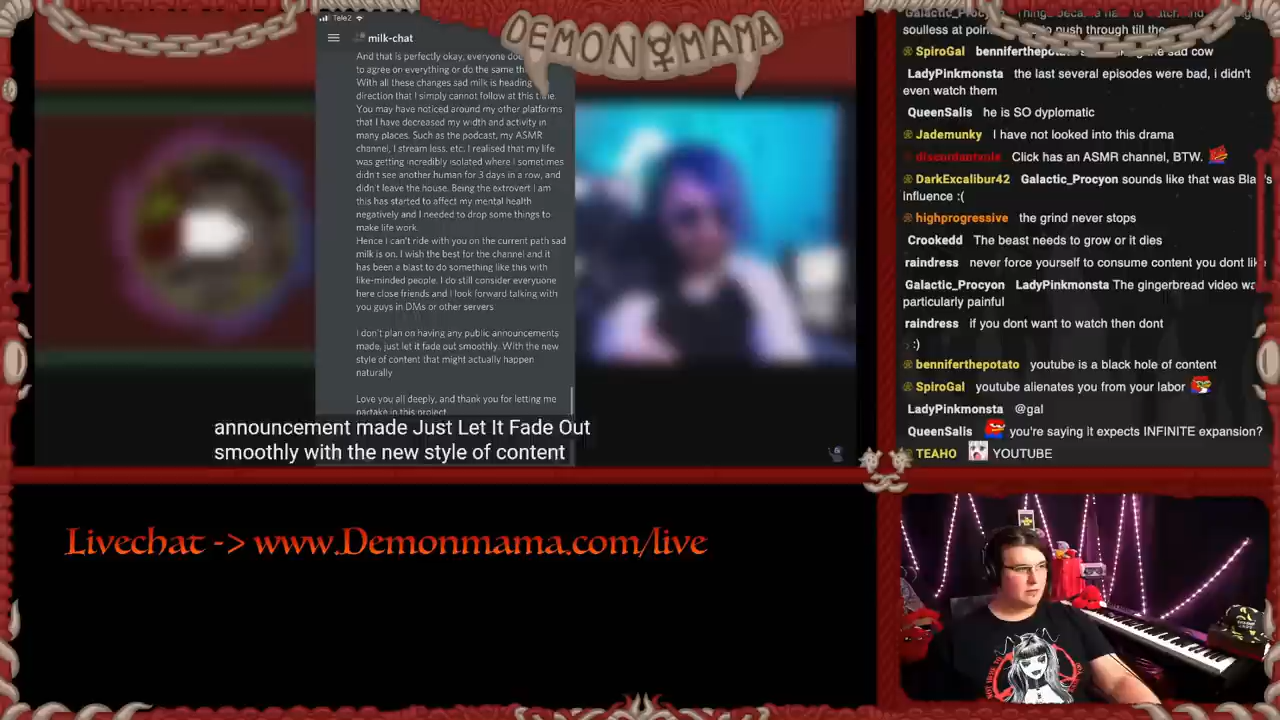 Tele2
DEMON MAMA
milk-chat
And that is perfectly okay, everyone
to agree on everything or do the same
With all these changes sad milk is heading
direction that I simply cannot follow at this time.
You may have noticed around my other platforms
that I have decreased my width and activity in
many places. Such as the podcast, my ASMR
channel, I stream less, etc. I realised that my life
was getting incredibly isolated where I sometimes
didn't see another human for 3 days in a row, and
didn't leave the house. Being the extrovert I am
this has started to affect my mental health
negatively and I needed to drop some things to
make life work.
Hence I can't ride with you on the current path sad
milk is on. I wish the best for the channel and it
has been a blast to do something like this with
like-minded people. I do still consider everyone
here close friends and I look forward talking with
you guys in DMs or other servers
I don't plan on having any public announcements
made, just let it fade out smoothly. With the new
style of content that might actually happen
naturally
Love you all deeply, and thank you for letting me
partake in this project
announcement made Just Let It Fade Out
smoothly with the new style of content
Livechat -> www.Demonmama.com/live
soulless at push through till the
SpiroGal sad cow
LadyPinkmonsta the last several episodes were bad, i didn't
even watch them
QueenSalis he is SO dyplomatic
Jademunky I have not looked into this drama
Click has an ASMR channel, BTW.
DarkExcalibur42 Galactic_Procyon sounds like that was
influence :(
highprogressive the grind never stops
Crookedd The beast needs to grow or it dies
raindress never force yourself to consume content you dont
Galactic_Procyon LadyPinkmonsta The gingerbread video
particularly painful
raindress if you dont want to watch then dont
:)
benniferthepotato youtube is a black hole of content
SpiroGal youtube alienates you from your labor
LadyPinkmonsta @gal
QueenSalis you're saying it expects INFINITE expansion?
TEAHO YOUTUBE